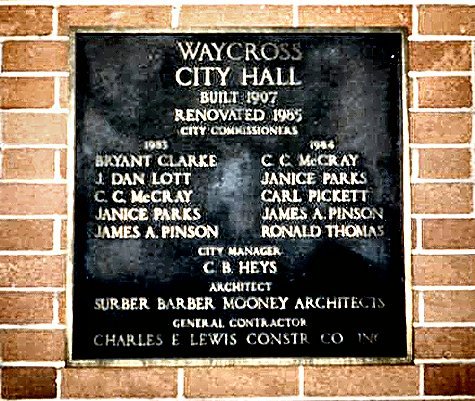 WAYCROSS
CITY HALL
BUILT 1907
RENOVATED 1985
CITY COMMISSIONERS
1983 1984
BRYANT CLARKE C. C. McCRAY
J. DAN LOTT JANICE PARKS
C. C. McCRAY CARL PICKETT
JANICE PARKS JAMES A. PINSON
JAMES A. PINSON RONALD THOMAS
CITY MANAGER
C. B. HEYS
ARCHITECT
SURBER BARBER MOONEY ARCHITECTS
GENERAL CONTRACTOR
CHARLES E LEWIS CONSTR. CO INC